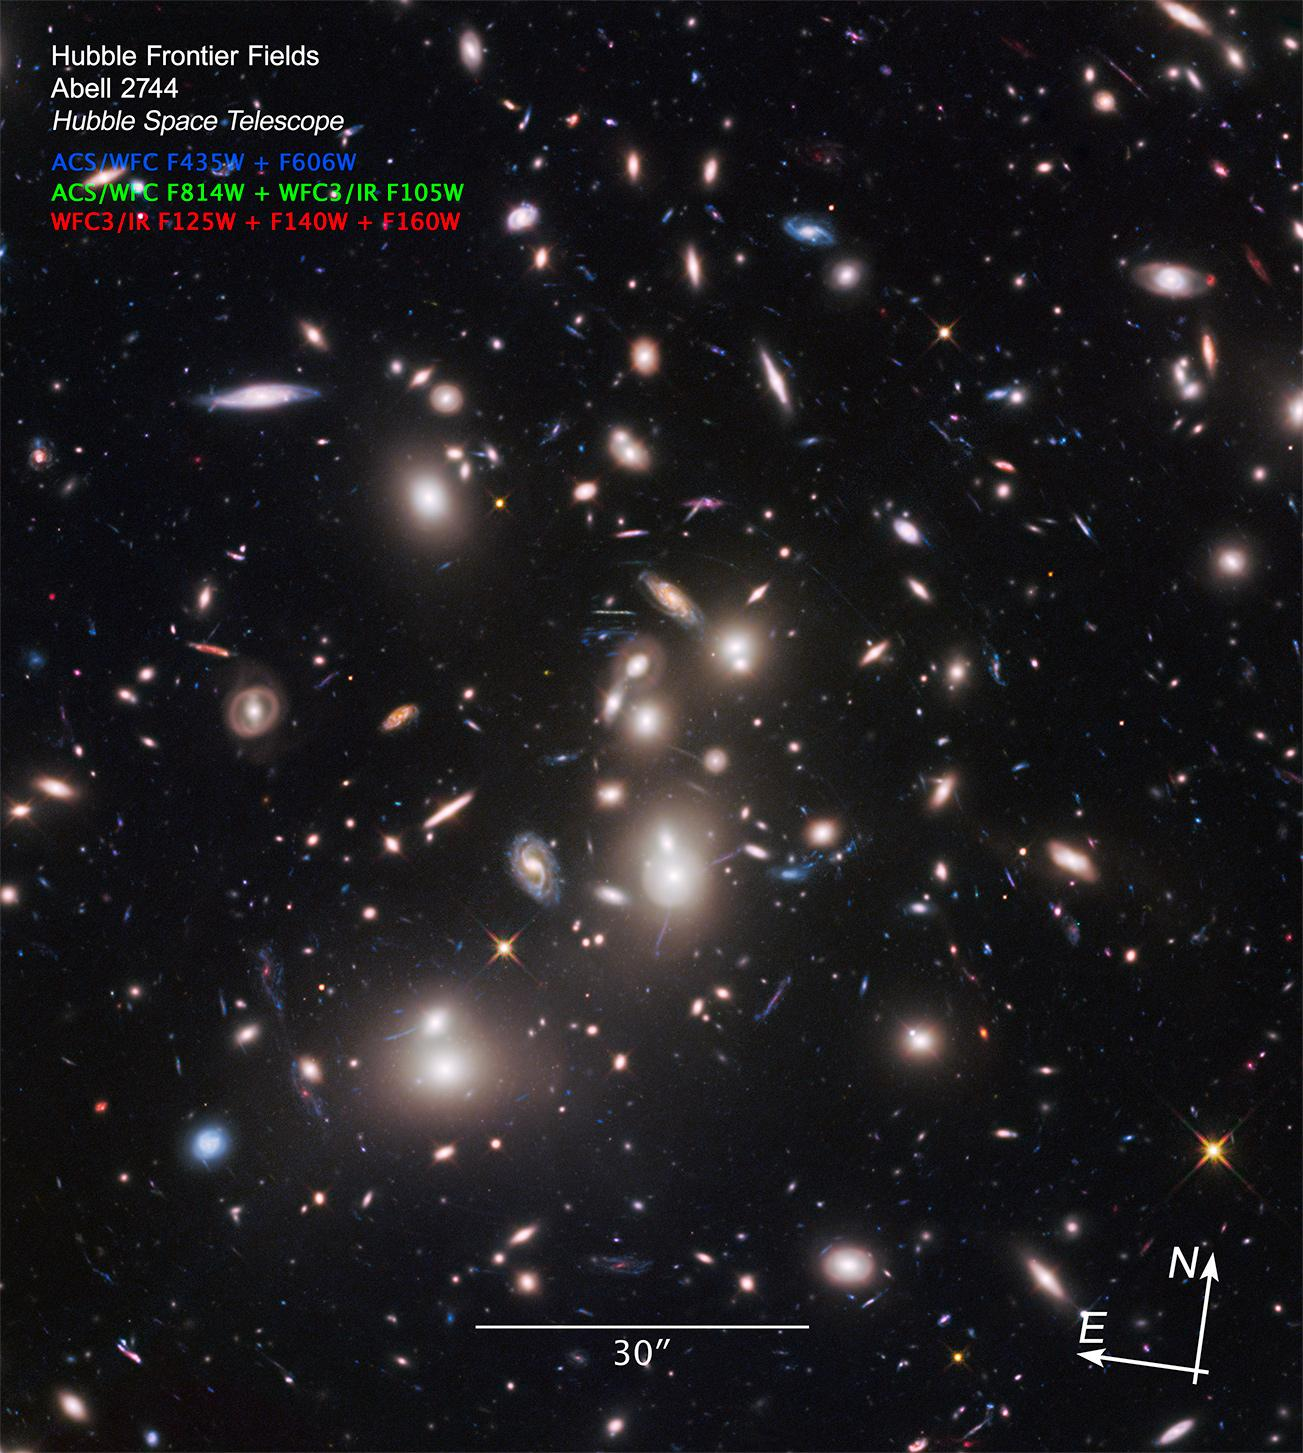 Hubble Frontier Fields
Abell 2744
Hubble Space Telescope
ACS/WFC F435W + F606W
ACS/WFC F814W + WFC3/IR F105W
WFC3/IR F125W + F140W + F160W
N
E
30″